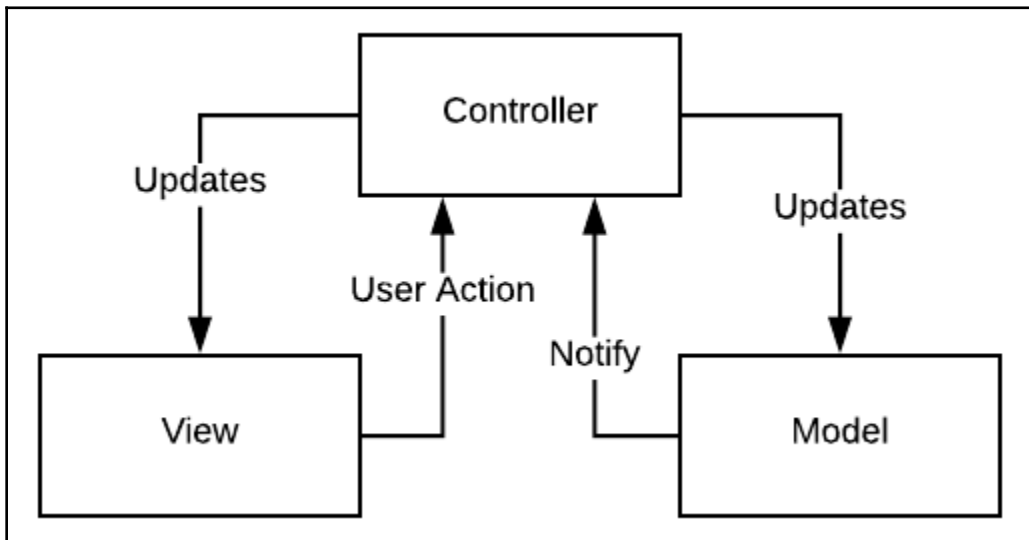 Controller
Updates
Updates
User Action
Notify
View
Model